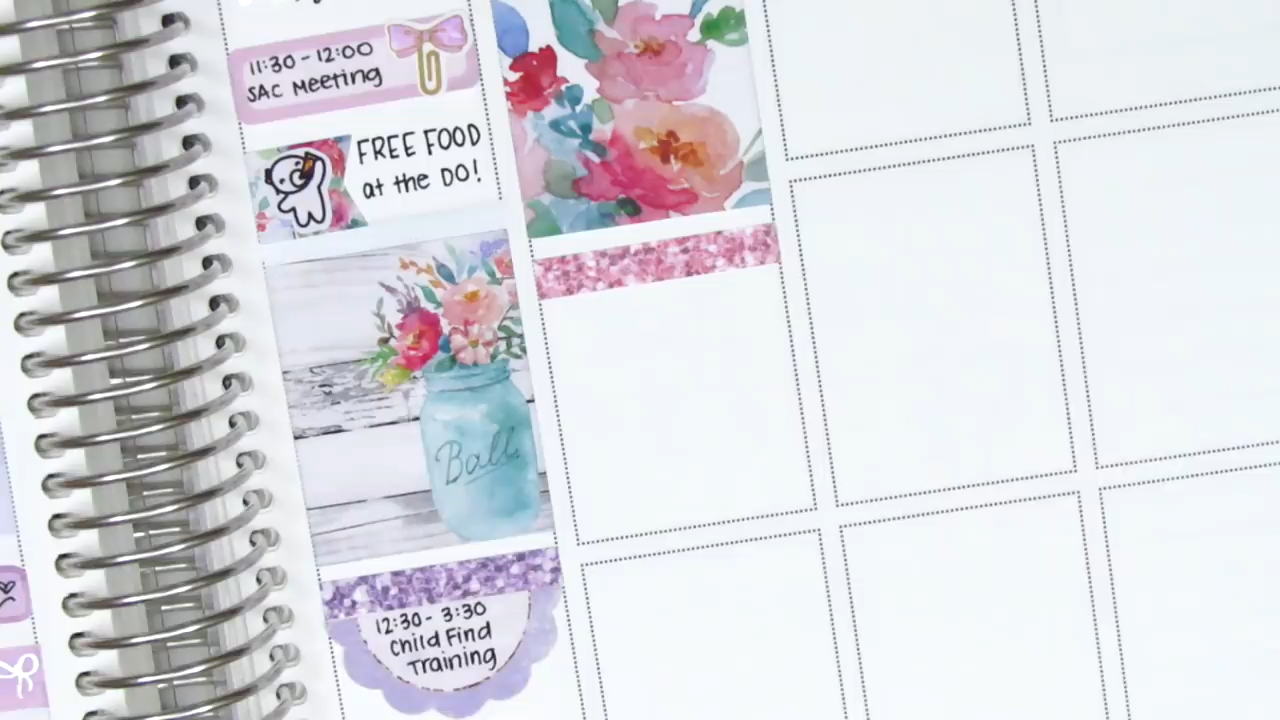 11:30 - 12:00
SAC Meeting
FREE FOOD
at the DO!
Ball
12:30 - 3:30
Child Find
Training